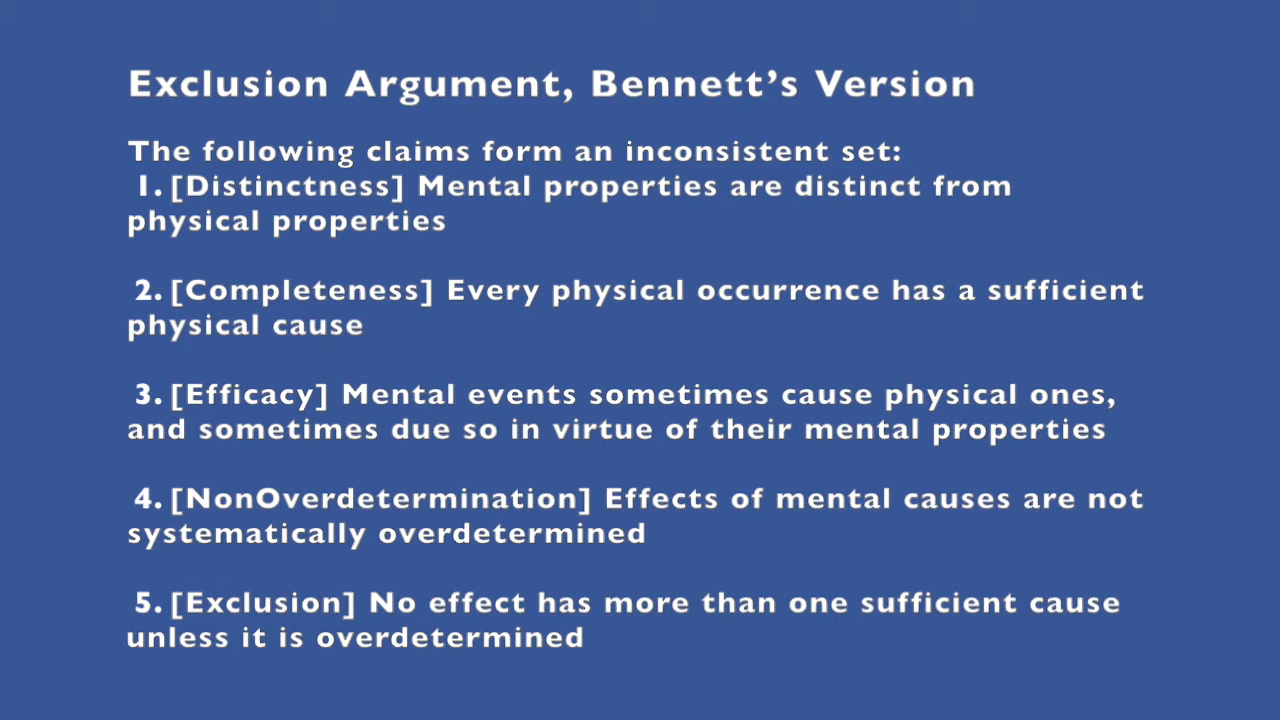 Exclusion Argument, Bennett’s Version
The following claims form an inconsistent set:
1. [Distinctness] Mental properties are distinct from
physical properties
2. [Completeness] Every physical occurrence has a sufficient
physical cause
3. [Efficacy] Mental events sometimes cause physical ones,
and sometimes due so in virtue of their mental properties
4. [NonOverdetermination] Effects of mental causes are not
systematically overdetermined
5. [Exclusion] No effect has more than one sufficient cause
unless it is overdetermined